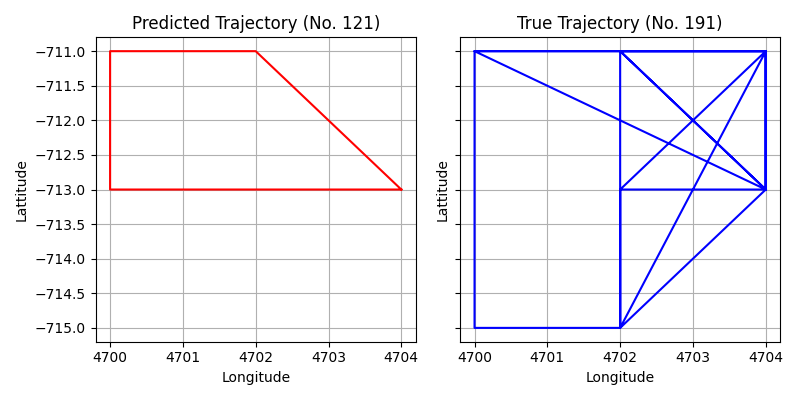 Predicted Trajectory (No. 121)
True Trajectory (No. 191)
−711.0
−711.5
−712.0
−712.5
−713.0
−713.5
−714.0
−714.5
−715.0
Lattitude
Lattitude
4700 4701 4702 4703 4704
4700 4701 4702 4703 4704
Longitude
Longitude